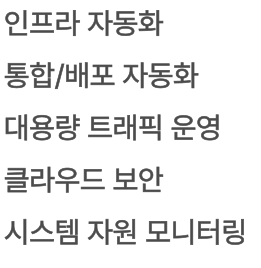 인프라 자동화
통합/배포 자동화
대용량 트래픽 운영
클라우드 보안
시스템 자원 모니터링